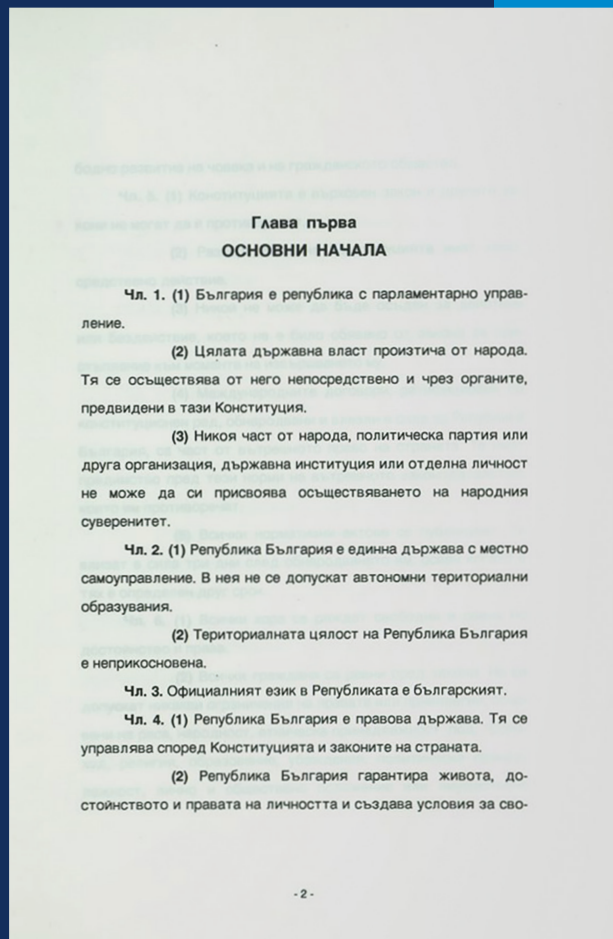 Глава първа
ОСНОВНИ НАЧАЛА
Чл. 1. (1) България е република с парламентарно управ-
ление.
(2) Цялата държавна власт произтича от народа.
Тя се осъществява от него непосредствено и чрез органите,
предвидени в тази Конституция.
(3) Никоя част от народа, политическа партия или
друга организация, държавна институция или отделна личност
не може да си присвоява осъществяването на народния
суверенитет.
Чл. 2. (1) Република България е единна държава с местно
самоуправление. В нея не се допускат автономни териториални
образувания.
(2) Териториалната цялост на Република България
е неприкосновена.
Чл. 3. Официалният език в Републиката е българският.
Чл. 4. (1) Република България е правова държава. Тя се
управлява според Конституцията и законите на страната.
(2) Република България гарантира живота, до-
стойнството и правата на личността и създава условия за сво-
- 2 -